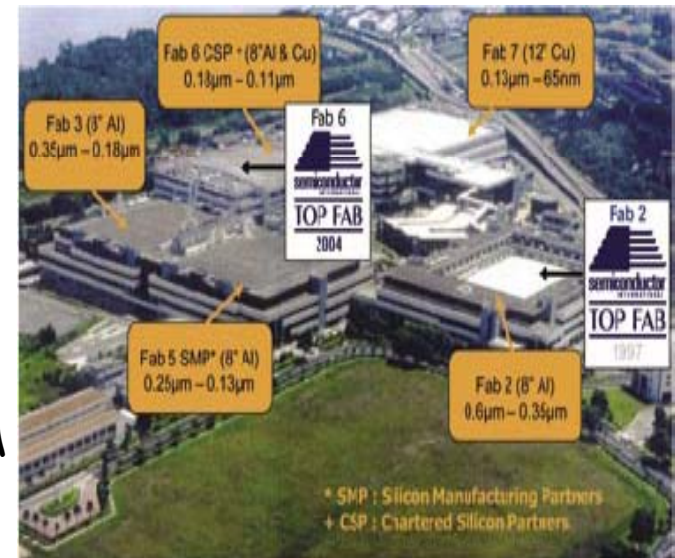 Fab 6 CSP + (8"Al & Cu)
0.18µm – 0.11µm
Fab 7 (12" Cu)
0.13µm – 65nm
Fab 3 (8" Al)
0.35µm – 0.18µm
Fab 6
semiconductor
INTERNATIONAL
TOP FAB
2004
Fab 2
semiconductor
INTERNATIONAL
TOP FAB
1997
Fab 5 SMP* (8" Al)
0.25µm – 0.13µm
Fab 2 (8" Al)
0.6µm – 0.35µm
* SMP : Silicon Manufacturing Partners
+ CSP : Chartered Silicon Partners